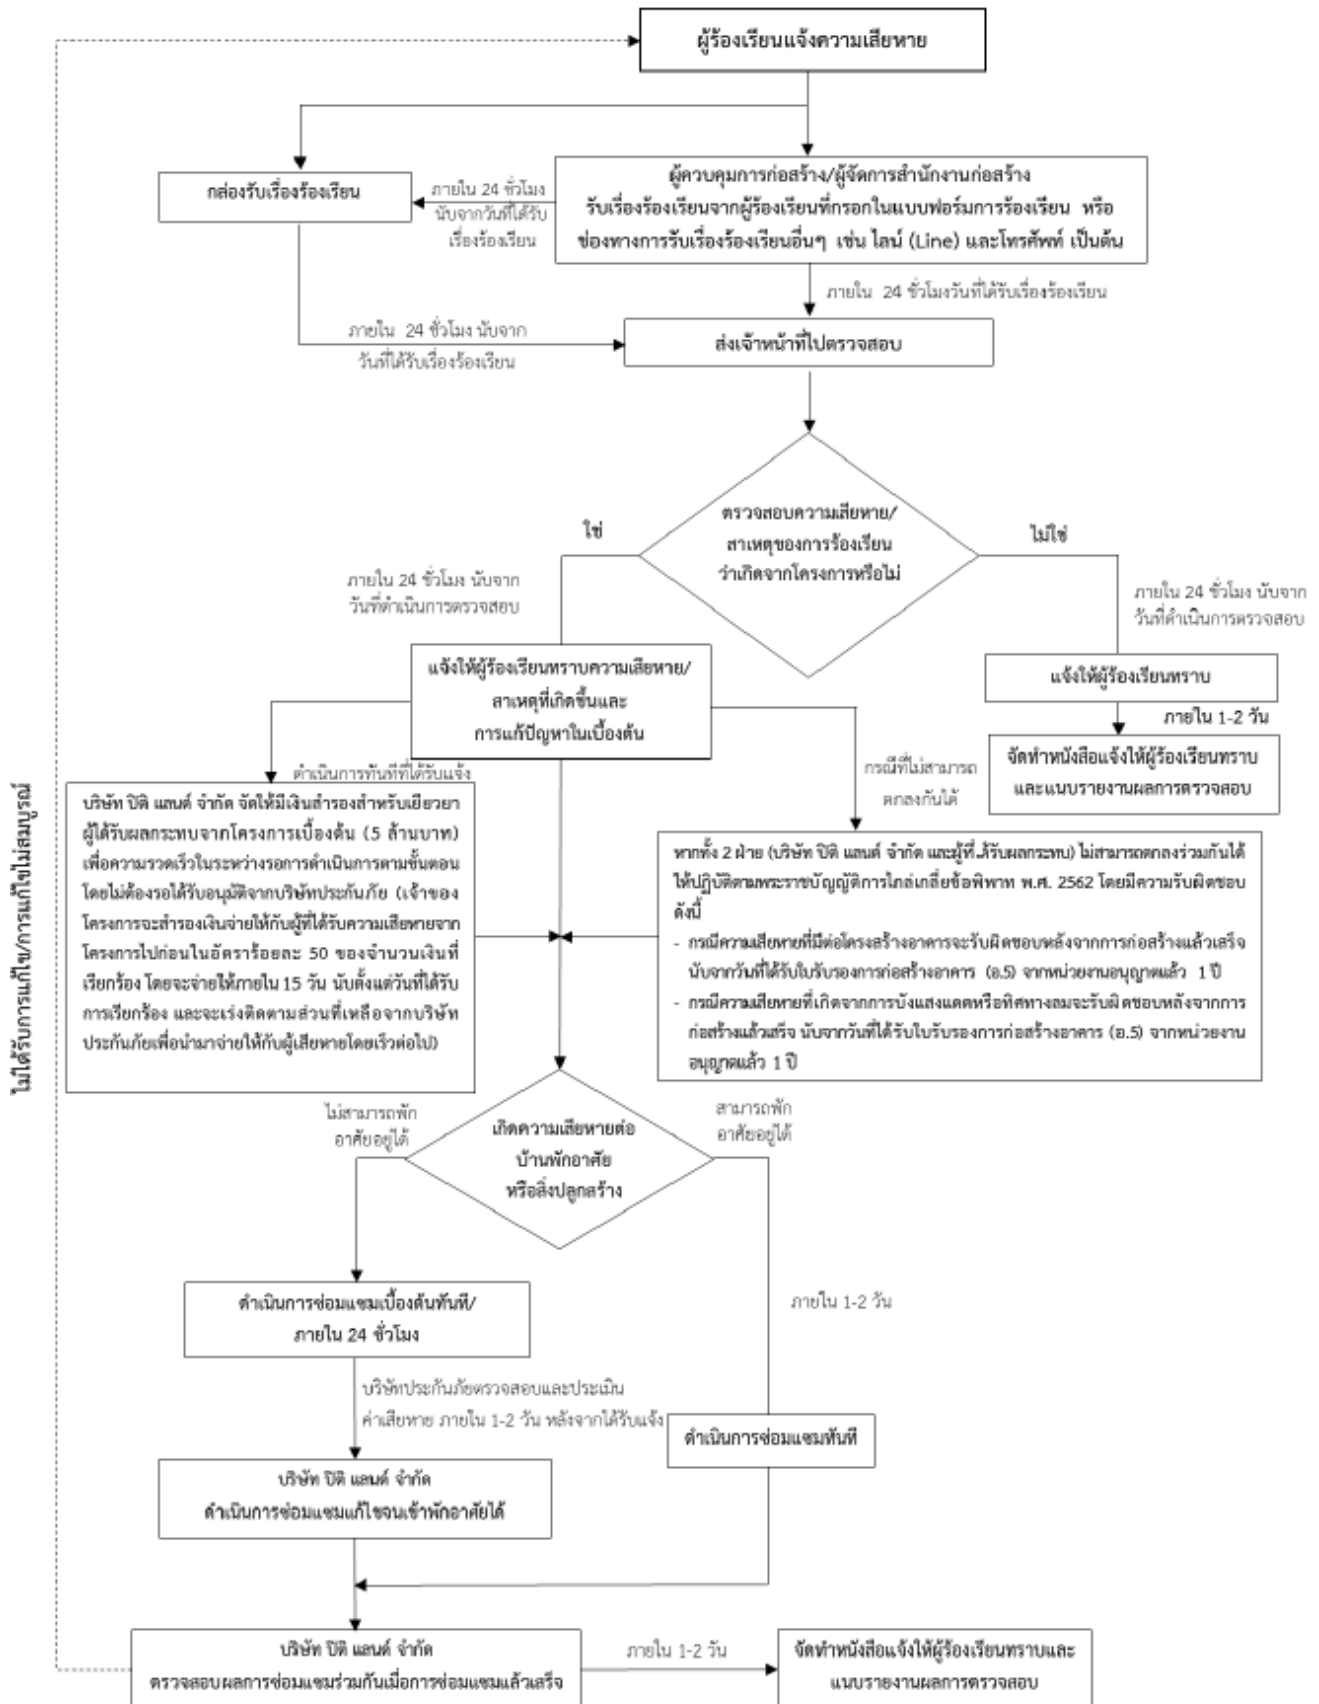 ผู้ร้องเรียนแจ้งความเสียหาย
กล่องรับเรื่องร้องเรียน
ภายใน 24 ชั่วโมง
นับจากวันที่ได้รับ
เรื่องร้องเรียน
ผู้ควบคุมการก่อสร้าง/ผู้จัดการสำนักงานก่อสร้าง
รับเรื่องร้องเรียนจากผู้ร้องเรียนที่กรอกในแบบฟอร์มการร้องเรียน หรือ
ช่องทางการรับเรื่องร้องเรียนอื่นๆ เช่น ไลน์ (Line) และโทรศัพท์ เป็นต้น
ภายใน 24 ชั่วโมงวันที่ได้รับเรื่องร้องเรียน
ภายใน 24 ชั่วโมง นับจาก
วันที่ได้รับเรื่องร้องเรียน
ส่งเจ้าหน้าที่ไปตรวจสอบ
ตรวจสอบความเสียหาย/
สาเหตุของการร้องเรียน
ว่าเกิดจากโครงการหรือไม่
ใช่
ไม่ใช่
ภายใน 24 ชั่วโมง นับจาก
วันที่ดำเนินการตรวจสอบ
ภายใน 24 ชั่วโมง นับจาก
วันที่ดำเนินการตรวจสอบ
แจ้งให้ผู้ร้องเรียนทราบความเสียหาย/
สาเหตุที่เกิดขึ้นและ
การแก้ปัญหาในเบื้องต้น
แจ้งให้ผู้ร้องเรียนทราบ
ภายใน 1-2 วัน
จัดทำหนังสือแจ้งให้ผู้ร้องเรียนทราบ
และแนบรายงานผลการตรวจสอบ
ดำเนินการทันทีที่ได้รับแจ้ง
กรณีที่ไม่สามารถ
ตกลงกันได้
บริษัท ปิติ แลนด์ จำกัด จัดให้มีเงินสำรองสำหรับเยียวยา
ผู้ได้รับผลกระทบจากโครงการเบื้องต้น (5 ล้านบาท)
เพื่อความรวดเร็วในระหว่างรอการดำเนินการตามขั้นตอน
โดยไม่ต้องรอได้รับอนุมัติจากบริษัทประกันภัย (เจ้าของ
โครงการจะสำรองเงินจ่ายให้กับผู้ที่ได้รับความเสียหายจาก
โครงการไปก่อนในอัตราร้อยละ 50 ของจำนวนเงินที่
เรียกร้อง โดยจะจ่ายให้ภายใน 15 วัน นับตั้งแต่วันที่ได้รับ
การเรียกร้อง และจะเร่งติดตามส่วนที่เหลือจากบริษัท
ประกันภัยเพื่อนำมาจ่ายให้กับผู้เสียหายโดยเร็วต่อไป)
หากทั้ง 2 ฝ่าย (บริษัท ปิติ แลนด์ จำกัด และผู้ที่ได้รับผลกระทบ) ไม่สามารถตกลงร่วมกันได้
ให้ปฏิบัติตามพระราชบัญญัติการไกล่เกลี่ยข้อพิพาท พ.ศ. 2562 โดยมีความรับผิดชอบ
ดังนี้
- กรณีความเสียหายที่มีต่อโครงสร้างอาคารจะรับผิดชอบหลังจากการก่อสร้างแล้วเสร็จ
นับจากวันที่ได้รับใบรับรองการก่อสร้างอาคาร (อ.5) จากหน่วยงานอนุญาตแล้ว 1 ปี
- กรณีความเสียหายที่เกิดจากการบังแสงแดดหรือทิศทางลมจะรับผิดชอบหลังจากการ
ก่อสร้างแล้วเสร็จ นับจากวันที่ได้รับใบรับรองการก่อสร้างอาคาร (อ.5) จากหน่วยงาน
อนุญาตแล้ว 1 ปี
ไม่ได้รับการแก้ไข/การแก้ไขไม่สมบูรณ์
ไม่สามารถพัก
อาศัยอยู่ได้
สามารถพัก
อาศัยอยู่ได้
เกิดความเสียหายต่อ
บ้านพักอาศัย
หรือสิ่งปลูกสร้าง
ดำเนินการซ่อมแซมเบื้องต้นทันที/
ภายใน 24 ชั่วโมง
ภายใน 1-2 วัน
บริษัทประกันภัยตรวจสอบและประเมิน
ค่าเสียหาย ภายใน 1-2 วัน หลังจากได้รับแจ้ง
ดำเนินการซ่อมแซมทันที
บริษัท ปิติ แลนด์ จำกัด
ดำเนินการซ่อมแซมแก้ไขจนเข้าพักอาศัยได้
บริษัท ปิติ แลนด์ จำกัด
ตรวจสอบผลการซ่อมแซมร่วมกันเมื่อการซ่อมแซมแล้วเสร็จ
ภายใน 1-2 วัน
จัดทำหนังสือแจ้งให้ผู้ร้องเรียนทราบและ
แนบรายงานผลการตรวจสอบ